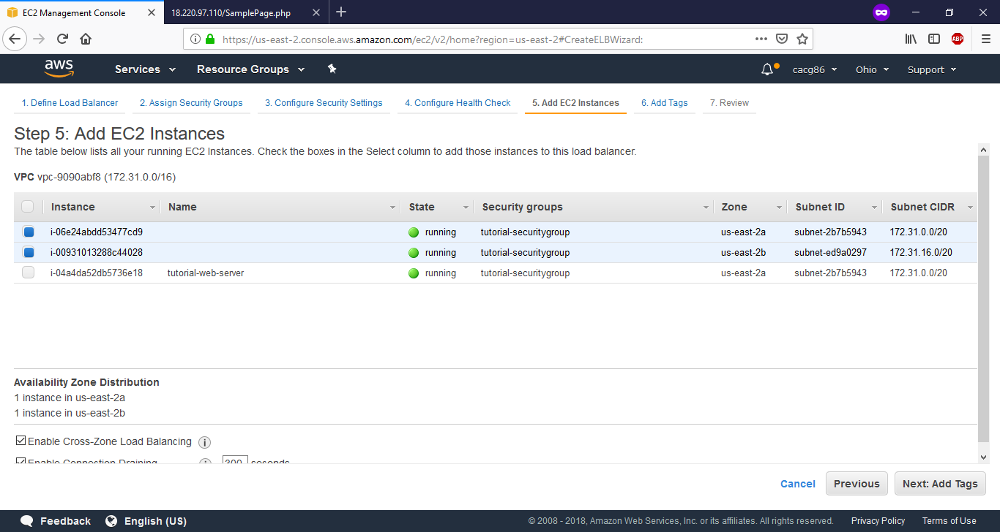 EC2 Management Console
18.220.97.110/SamplePage.php
https://us-east-2.console.aws.amazon.com/ec2/v2/home?region=us-east-2#CreateELBWizard:
ABP
aws Services Resource Groups cacg86 Ohio Support
1. Define Load Balancer 2. Assign Security Groups 3. Configure Security Settings 4. Configure Health Check 5. Add EC2 Instances 6. Add Tags 7. Review
Step 5: Add EC2 Instances
The table below lists all your running EC2 Instances. Check the boxes in the Select column to add those instances to this load balancer.
VPC vpc-9090abf8 (172.31.0.0/16)
Instance Name State Security groups Zone Subnet ID Subnet CIDR
i-06e24abdd53477cd9 running tutorial-securitygroup us-east-2a subnet-2b7b5943 172.31.0.0/20
i-00931013288c44028 running tutorial-securitygroup us-east-2b subnet-ed9a0297 172.31.16.0/20
i-04a4da52db5736e18 tutorial-web-server running tutorial-securitygroup us-east-2a subnet-2b7b5943 172.31.0.0/20
Availability Zone Distribution
1 instance in us-east-2a
1 instance in us-east-2b
Enable Cross-Zone Load Balancing
Enable Connection Draining 300 seconds
Cancel Previous Next: Add Tags
Feedback English (US) © 2008 - 2018, Amazon Web Services, Inc. or its affiliates. All rights reserved. Privacy Policy Terms of Use